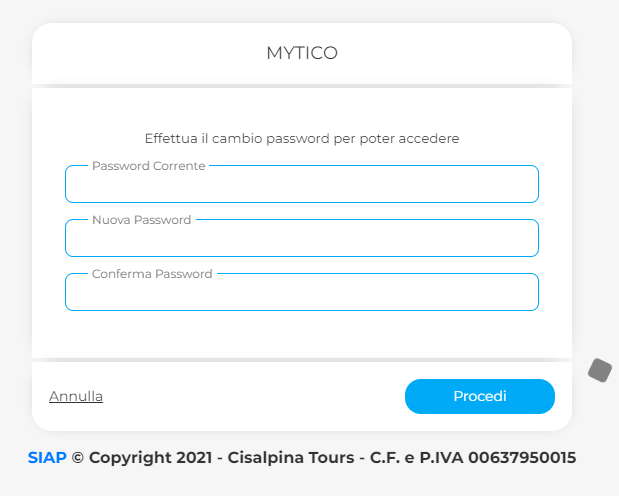 MYTICO
Effettua il cambio password per poter accedere
Password Corrente
Nuova Password
Conferma Password
Annulla
Procedi
SIAP © Copyright 2021 - Cisalpina Tours - C.F. e P.IVA 00637950015